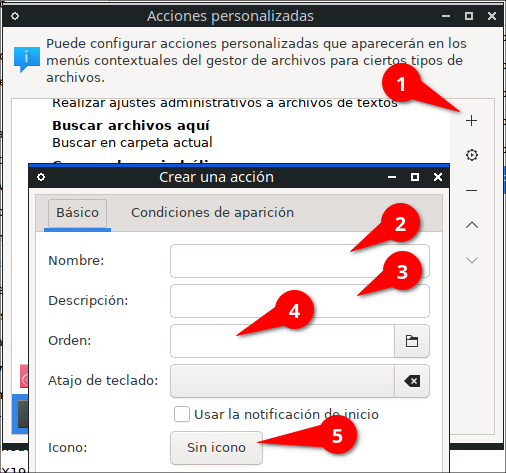 Acciones personalizadas
Puede configurar acciones personalizadas que aparecerán en los
menús contextuales del gestor de archivos para ciertos tipos de
archivos.
1
Realizar ajustes administrativos a archivos de textos
Buscar archivos aquí
Buscar en carpeta actual
Crear una acción
Básico
Condiciones de aparición
2
Nombre:
3
Descripción:
4
Orden:
Atajo de teclado:
Usar la notificación de inicio
5
Icono:
Sin icono